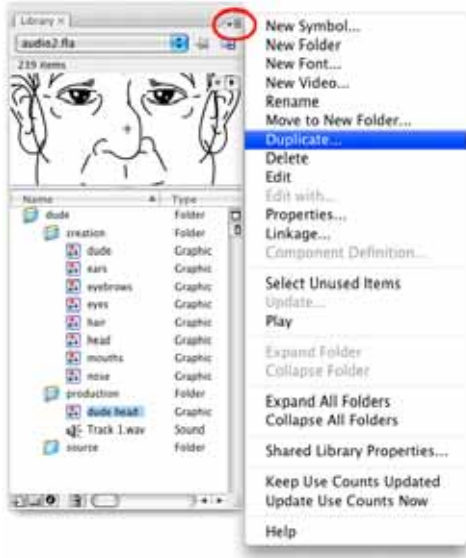 Library ×
audio2.fla
239 items
Name Type
dude Folder
creation Folder
dude Graphic
ears Graphic
eyebrows Graphic
eyes Graphic
hair Graphic
head Graphic
mouths Graphic
nose Graphic
production Folder
dude head Graphic
Track 1.wav Sound
source Folder
New Symbol...
New Folder
New Font...
New Video...
Rename
Move to New Folder...
Duplicate...
Delete
Edit
Edit with...
Properties...
Linkage...
Component Definition...
Select Unused Items
Update...
Play
Expand Folder
Collapse Folder
Expand All Folders
Collapse All Folders
Shared Library Properties...
Keep Use Counts Updated
Update Use Counts Now
Help